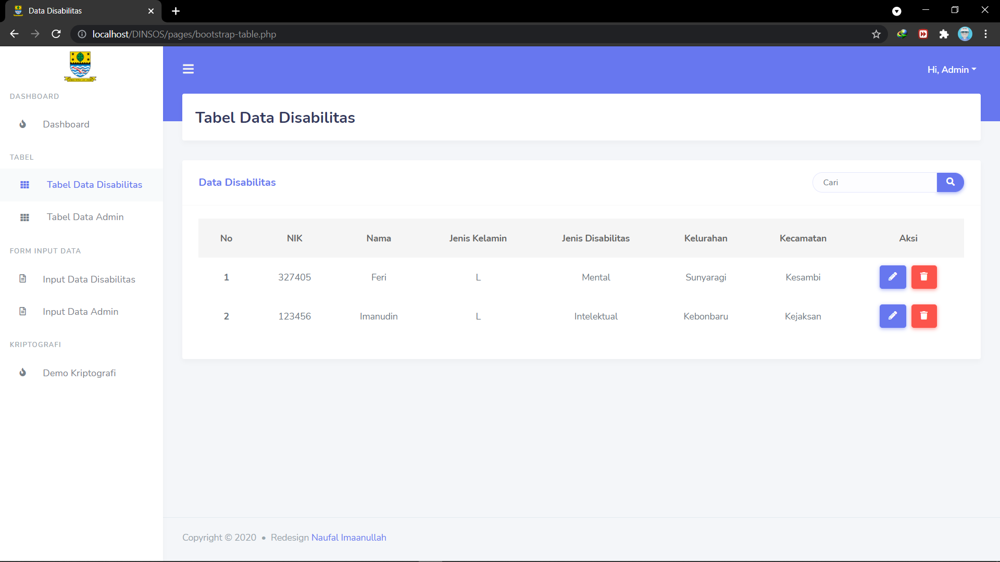 Data Disabilitas
localhost/DINSOS/pages/bootstrap-table.php
Hi, Admin
DASHBOARD
Dashboard
TABEL
Tabel Data Disabilitas
Tabel Data Admin
FORM INPUT DATA
Input Data Disabilitas
Input Data Admin
KRIPTOGRAFI
Demo Kriptografi
Tabel Data Disabilitas
Data Disabilitas
Cari
No NIK Nama Jenis Kelamin Jenis Disabilitas Kelurahan Kecamatan Aksi
1 327405 Feri L Mental Sunyaragi Kesambi
2 123456 Imanudin L Intelektual Kebonbaru Kejaksan
Copyright © 2020 • Redesign Naufal Imaanullah